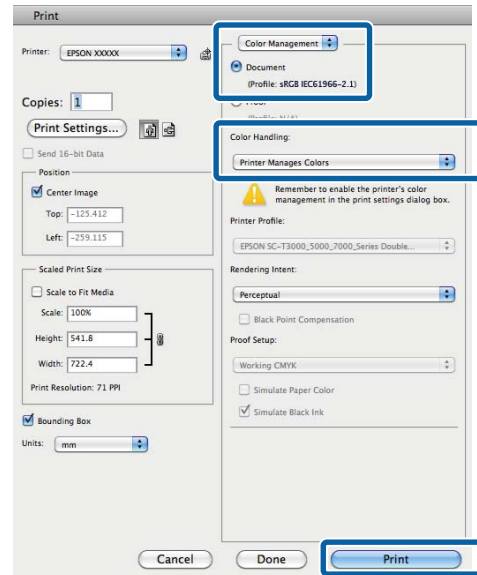 Print
Printer: EPSON XXXXX
Copies: 1
Print Settings...
Send 16-bit Data
Position
Center Image
Top: -125.412
Left: -259.115
Scaled Print Size
Scale to Fit Media
Scale: 100%
Height: 541.8
Width: 722.4
Print Resolution: 71 PPI
Bounding Box
Units: mm
Color Management
Document
(Profile: sRGB IEC61966-2.1)
Color Handling:
Printer Manages Colors
Remember to enable the printer's color
management in the print settings dialog box.
Printer Profile:
EPSON SC-T3000_5000_7000_Series Double...
Rendering Intent:
Perceptual
Black Point Compensation
Proof Setup:
Working CMYK
Simulate Paper Color
Simulate Black Ink
Cancel
Done
Print